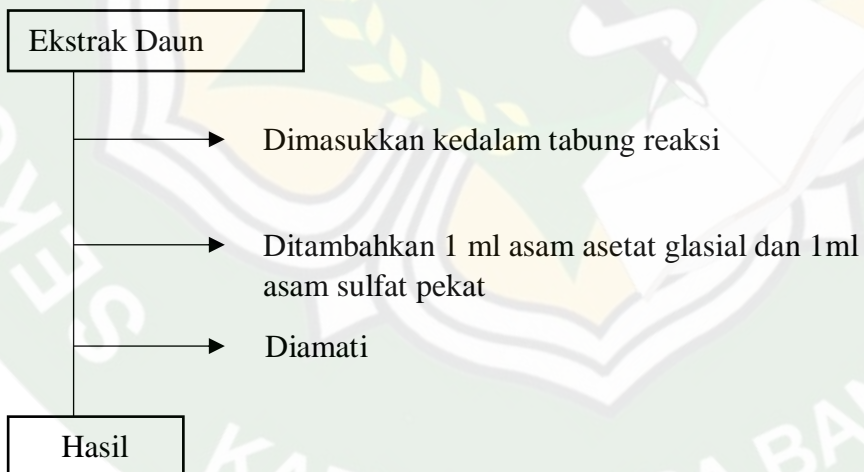 Ekstrak Daun
Dimasukkan kedalam tabung reaksi
Ditambahkan 1 ml asam asetat glasial dan 1ml
asam sulfat pekat
Diamati
Hasil